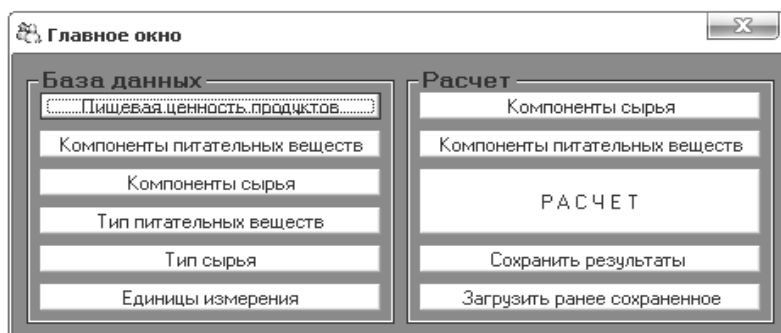 Главное окно
База данных
Пищевая ценность продуктов
Компоненты питательных веществ
Компоненты сырья
Тип питательных веществ
Тип сырья
Единицы измерения
Расчет
Компоненты сырья
Компоненты питательных веществ
РАСЧЕТ
Сохранить результаты
Загрузить ранее сохраненное